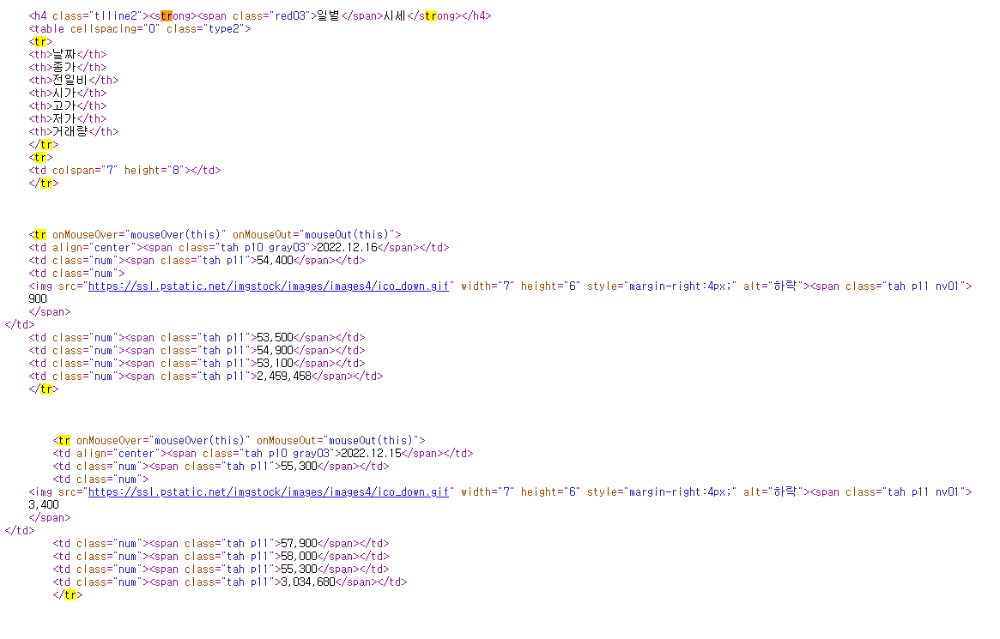 <h4 class="tlline2"><strong><span class="red03">일별</span>시세</strong></h4>
<table cellspacing="0" class="type2">
<tr>
<th>날짜</th>
<th>종가</th>
<th>전일비</th>
<th>시가</th>
<th>고가</th>
<th>저가</th>
<th>거래량</th>
</tr>
<tr>
<td colspan="7" height="8"></td>
</tr>
<tr onMouseOver="mouseOver(this)" onMouseOut="mouseOut(this)">
<td align="center"><span class="tah p10 gray03">2022.12.16</span></td>
<td class="num"><span class="tah p11">54,400</span></td>
<td class="num">
<img src="https://ssl.pstatic.net/imgstock/images/images4/ico_down.gif" width="7" height="6" style="margin-right:4px;" alt="하락"><span class="tah p11 nv01">
900
</span>
</td>
<td class="num"><span class="tah p11">53,500</span></td>
<td class="num"><span class="tah p11">54,900</span></td>
<td class="num"><span class="tah p11">53,100</span></td>
<td class="num"><span class="tah p11">2,459,458</span></td>
</tr>
<tr onMouseOver="mouseOver(this)" onMouseOut="mouseOut(this)">
<td align="center"><span class="tah p10 gray03">2022.12.15</span></td>
<td class="num"><span class="tah p11">55,300</span></td>
<td class="num">
<img src="https://ssl.pstatic.net/imgstock/images/images4/ico_down.gif" width="7" height="6" style="margin-right:4px;" alt="하락"><span class="tah p11 nv01">
3,400
</span>
</td>
<td class="num"><span class="tah p11">57,900</span></td>
<td class="num"><span class="tah p11">58,000</span></td>
<td class="num"><span class="tah p11">55,300</span></td>
<td class="num"><span class="tah p11">3,034,680</span></td>
</tr>